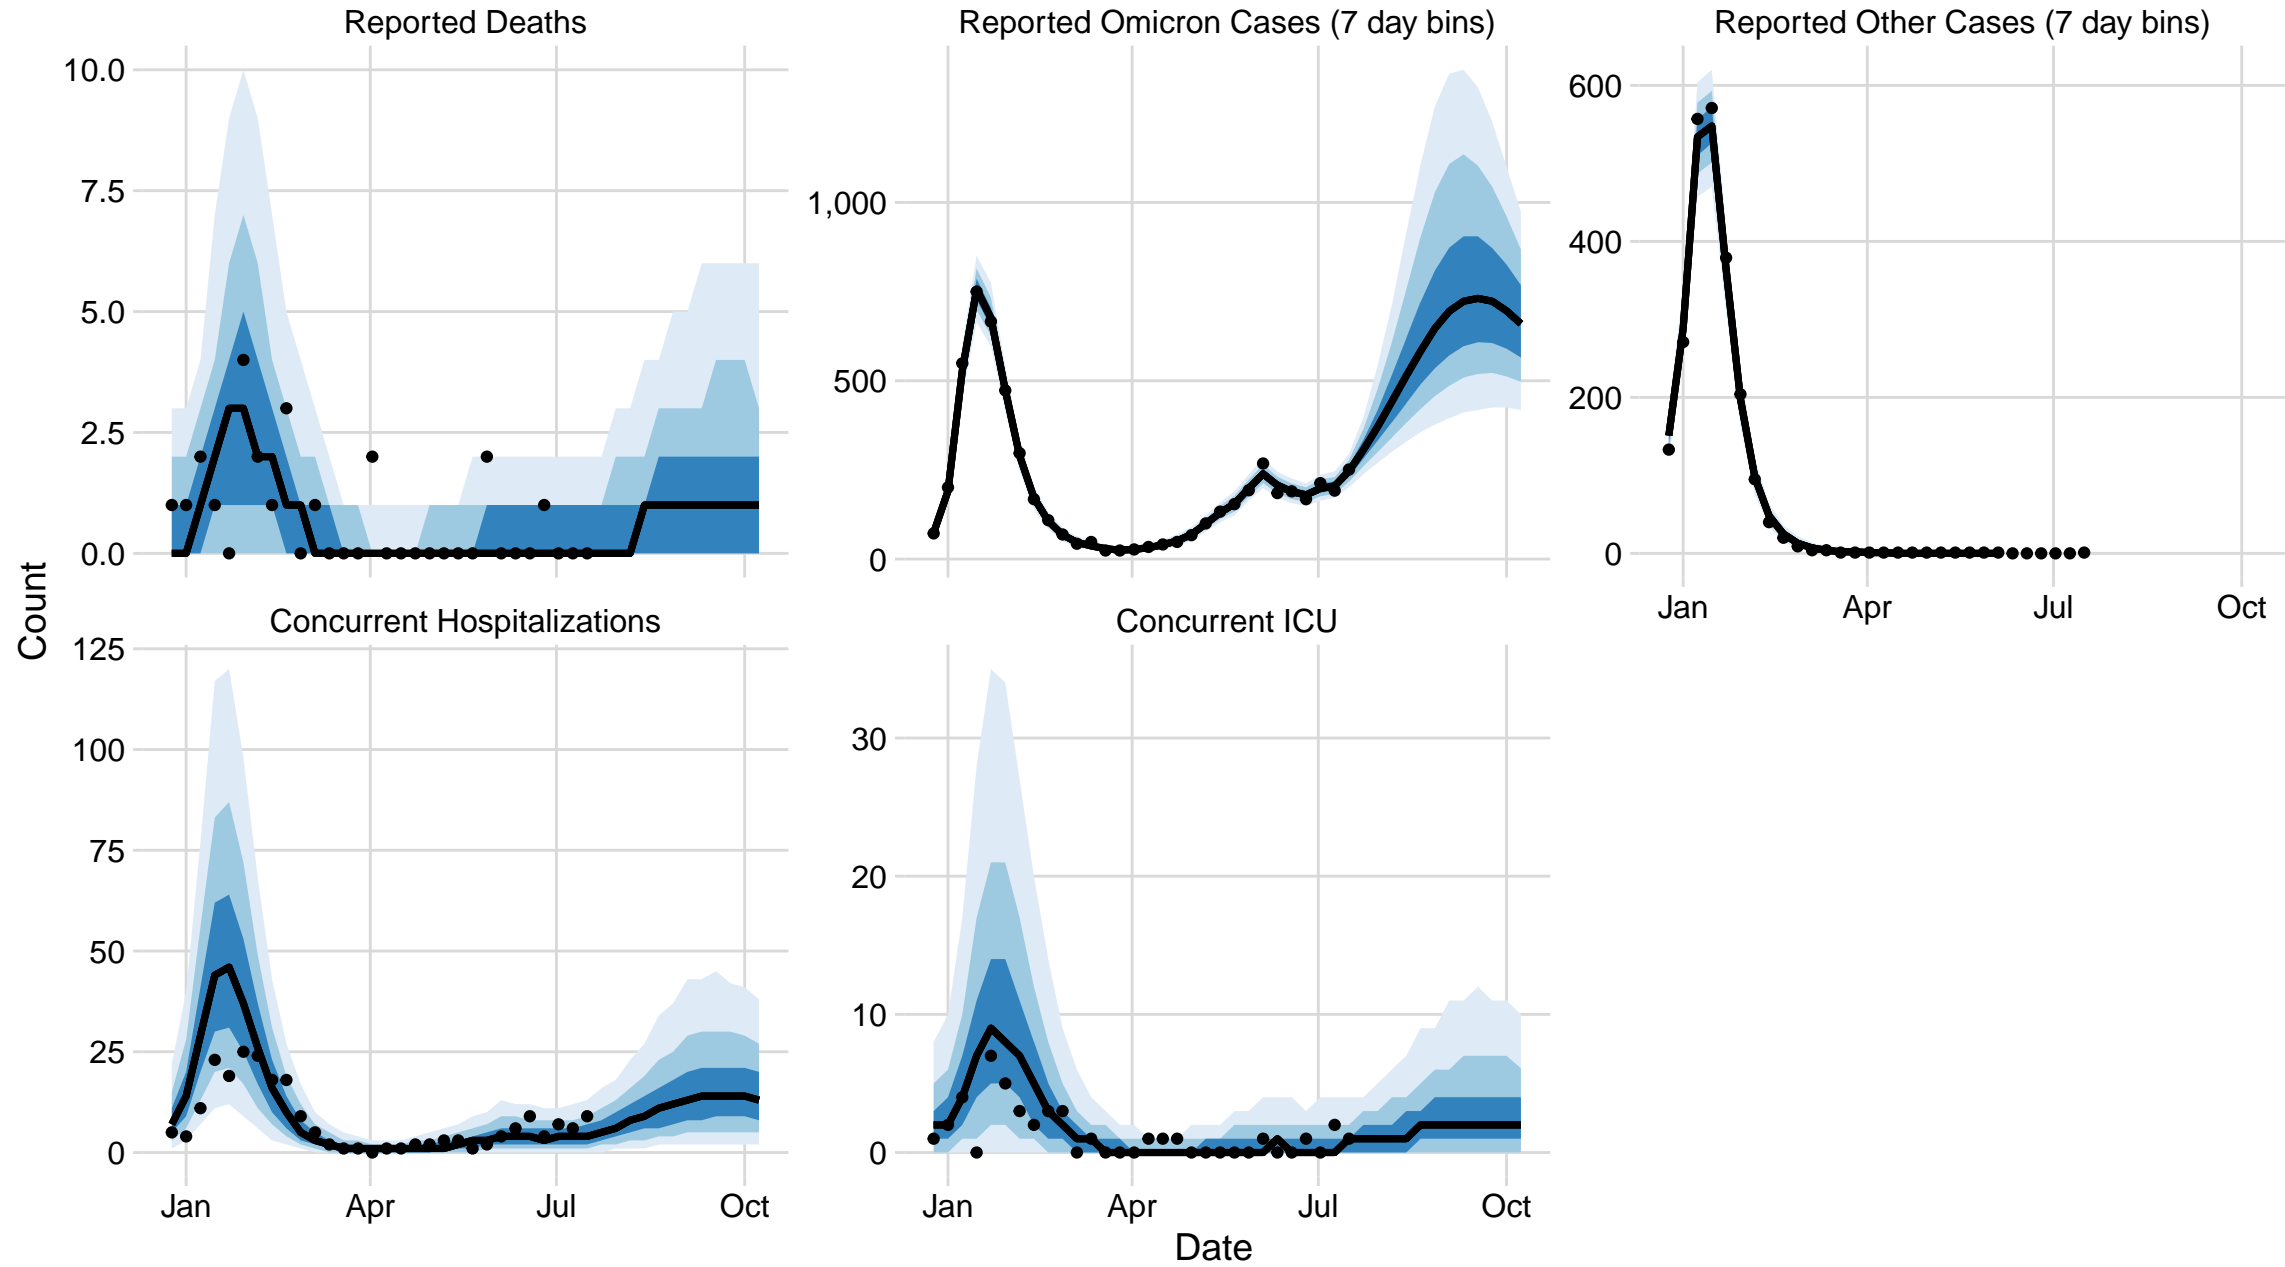 Reported Deaths
Reported Omicron Cases (7 day bins)
Reported Other Cases (7 day bins)
10.0
7.5
5.0
2.5
0.0
1,000
500
0
600
400
200
0
Jan Apr Jul Oct
Count
Concurrent Hospitalizations
Concurrent ICU
125
100
75
50
25
0
30
20
10
0
Jan Apr Jul Oct
Jan Apr Jul Oct
Date